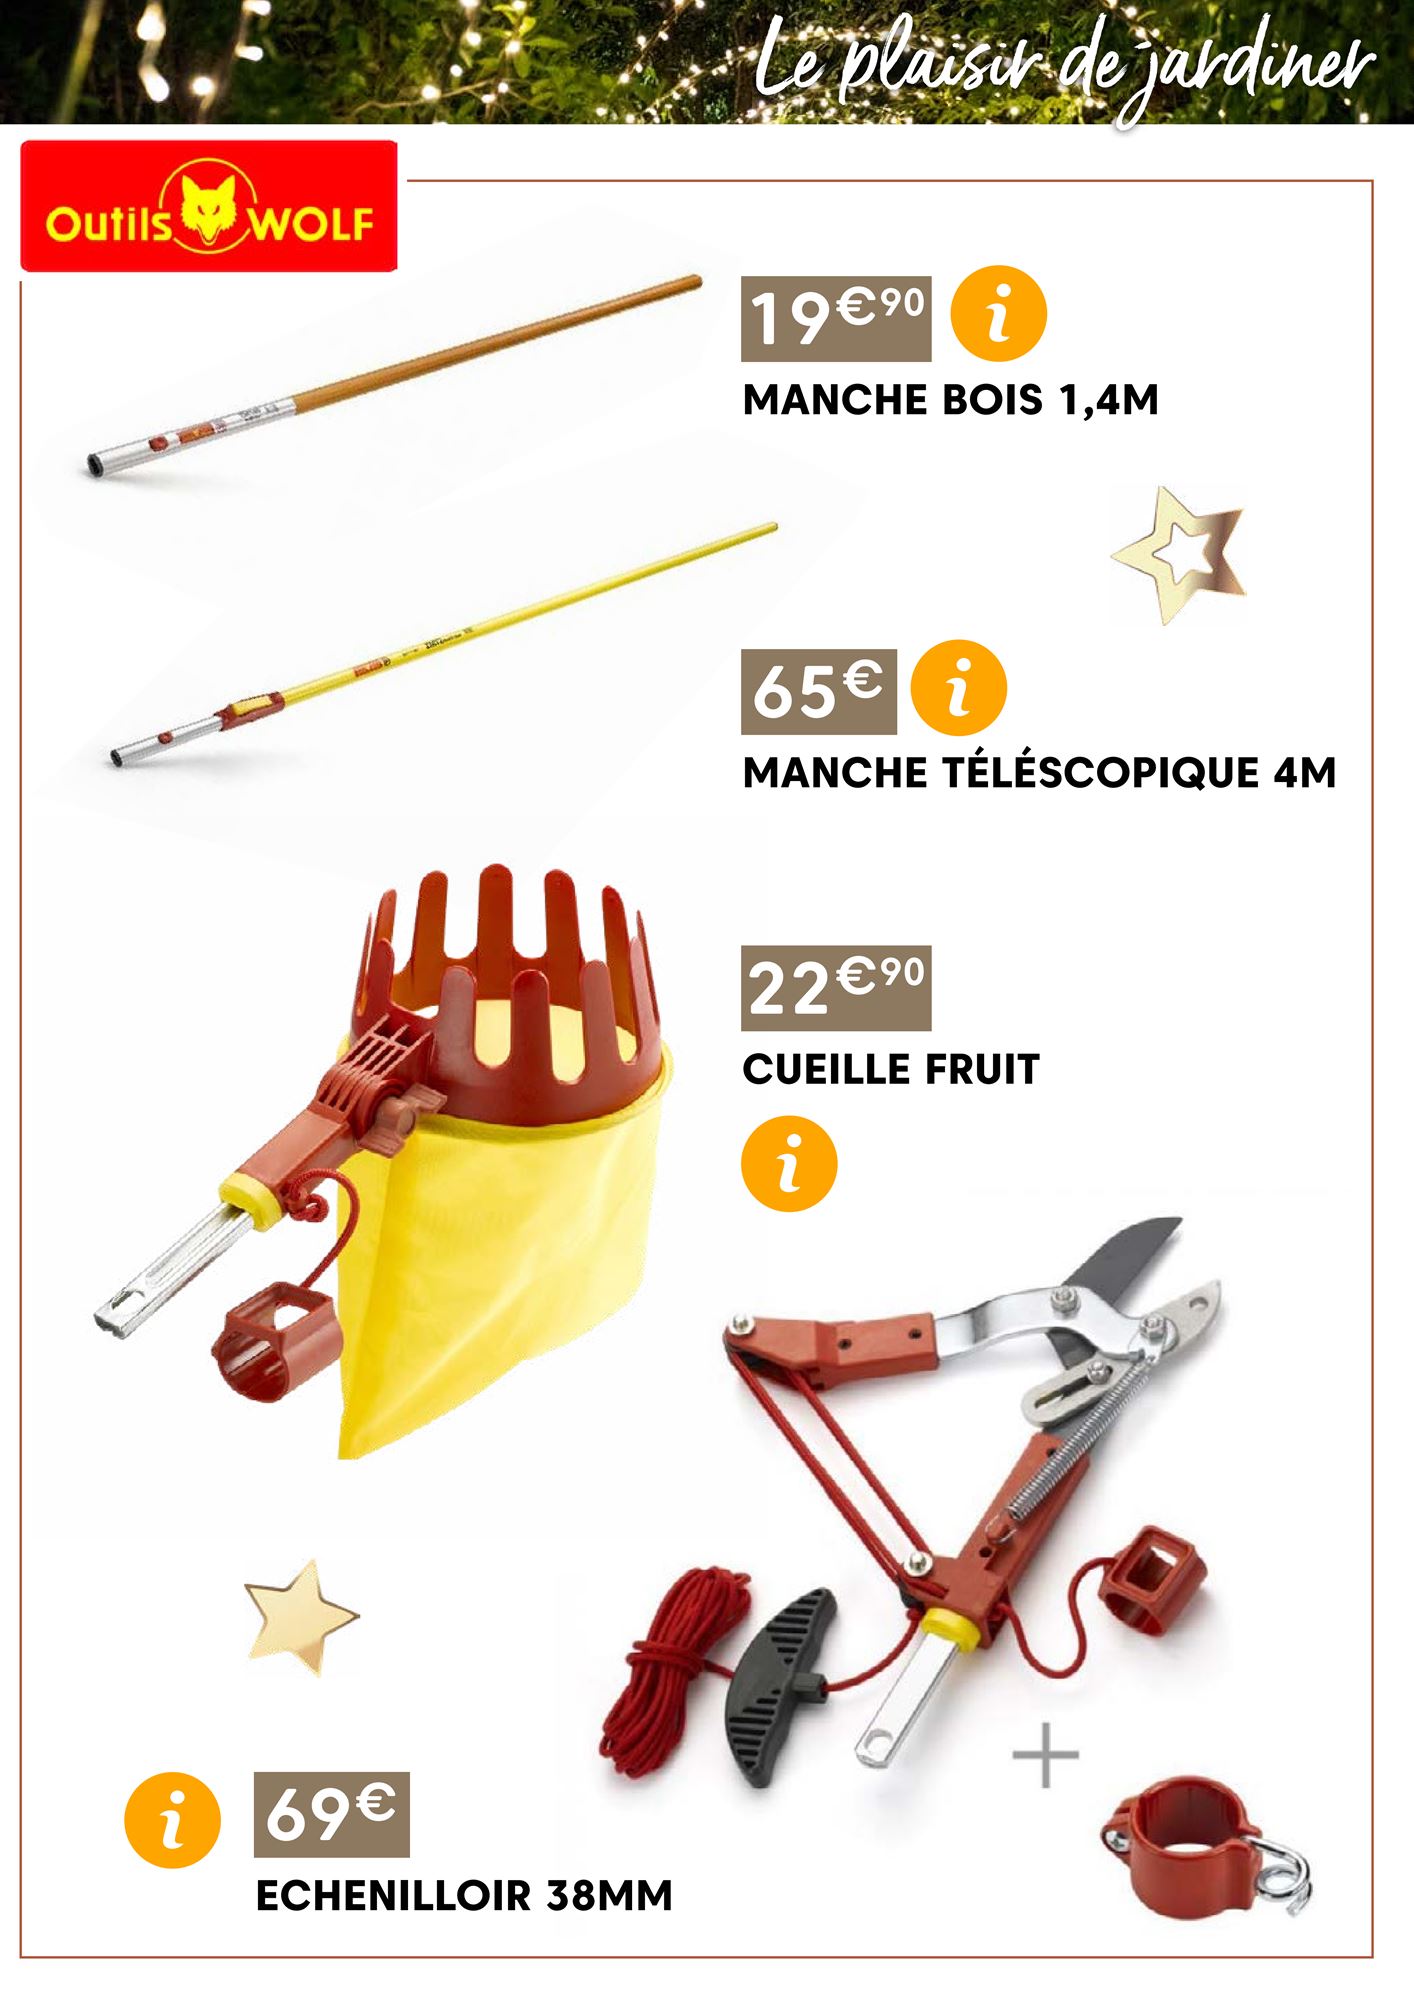 Le plaisir de jardiner
Outils WOLF
19€90
i
MANCHE BOIS 1,4M
65€
i
MANCHE TÉLÉSCOPIQUE 4M
22€90
CUEILLE FRUIT
i
i
69€
ECHENILLOIR 38MM
+